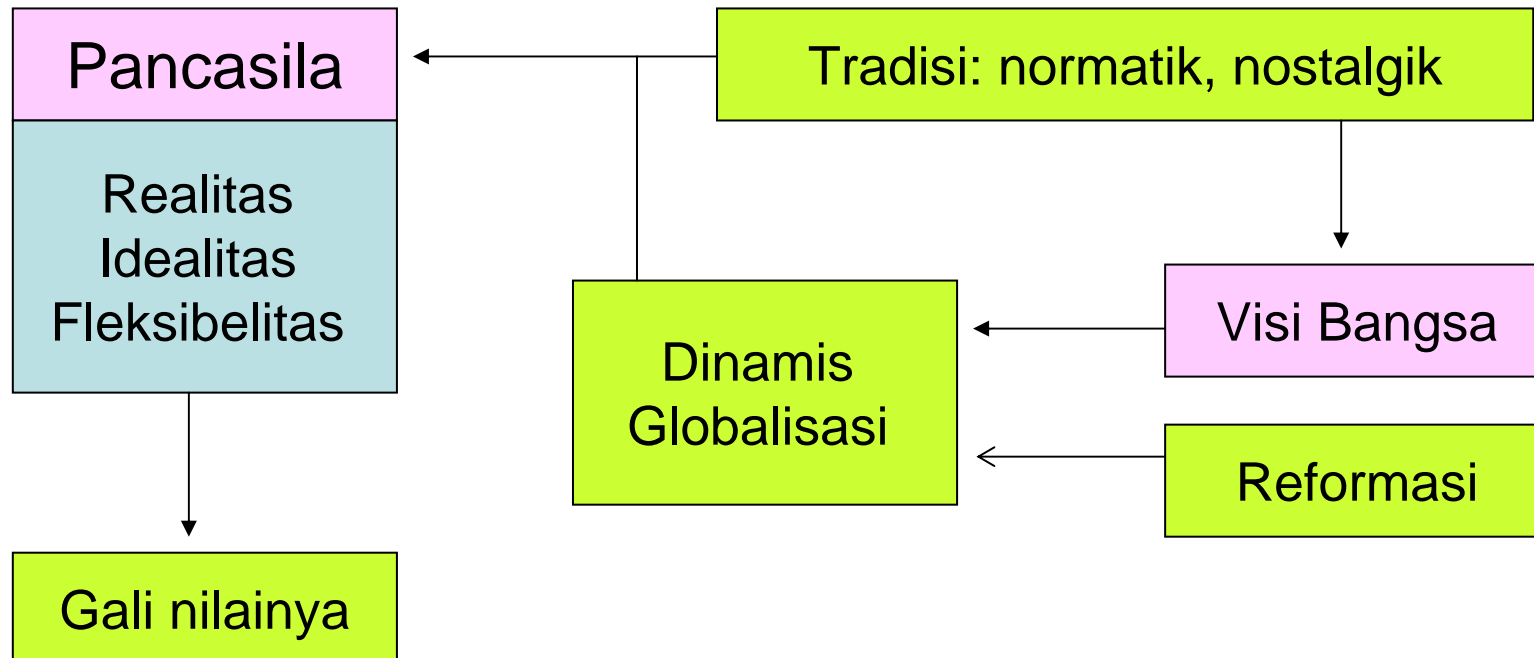 Pancasila
Tradisi: normatik, nostalgik
Realitas
Idealitas
Fleksibelitas
Visi Bangsa
Dinamis
Globalisasi
Reformasi
Gali nilainya